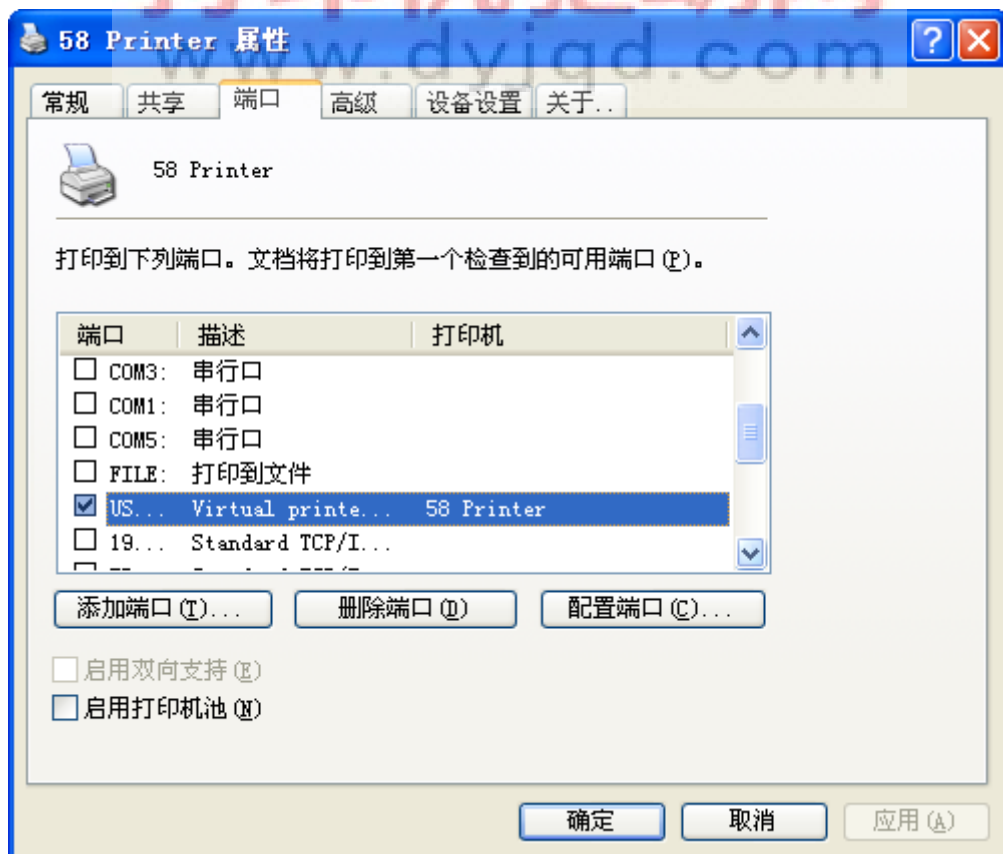 58 Printer 属性
www.dyjqd.com
常规 共享 端口 高级 设备设置 关于..
58 Printer
打印到下列端口。文档将打印到第一个检查到的可用端口(P)。
端口 描述 打印机
COM3: 串行口
COM1: 串行口
COM5: 串行口
FILE: 打印到文件
US... Virtual printe... 58 Printer
19... Standard TCP/I...
添加端口(T)... 删除端口(D) 配置端口(C)...
启用双向支持(E)
启用打印机池(N)
确定 取消 应用(A)